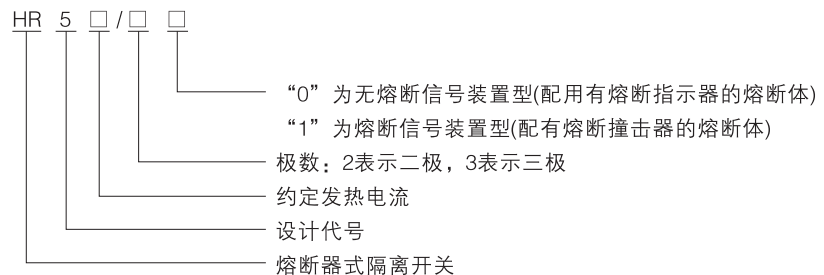 HR 5 □ / □ □
“0”为无熔断信号装置型(配用有熔断指示器的熔断体)
“1”为熔断信号装置型(配有熔断撞击器的熔断体)
极数：2表示二极，3表示三极
约定发热电流
设计代号
熔断器式隔离开关